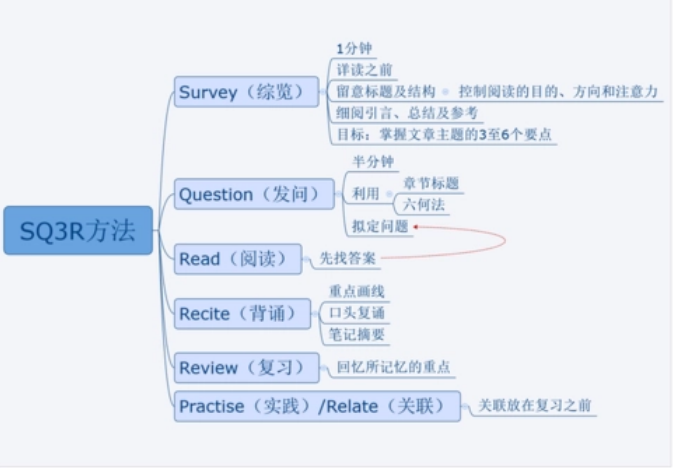 SQ3R方法
Survey（综览）
1分钟
详读之前
留意标题及结构
控制阅读的目的、方向和注意力
细阅引言、总结及参考
目标：掌握文章主题的3至6个要点
Question（发问）
半分钟
利用
章节标题
六何法
拟定问题
Read（阅读）
先找答案
Recite（背诵）
重点画线
口头复诵
笔记摘要
Review（复习）
回忆所记忆的重点
Practise（实践）/Relate（关联）
关联放在复习之前